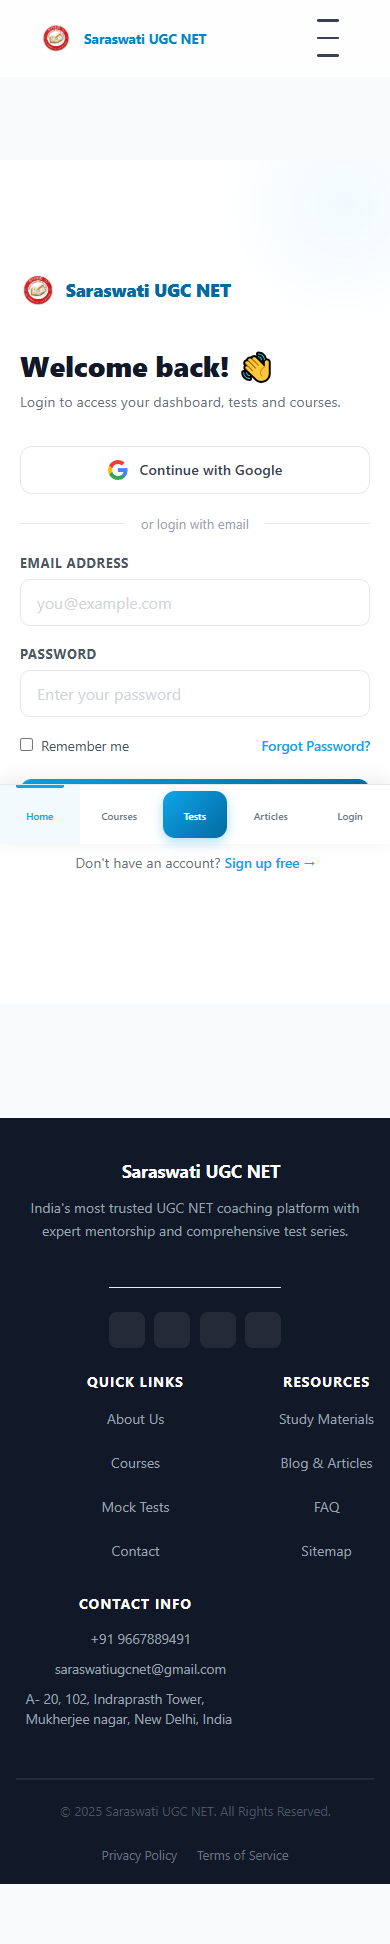 Saraswati UGC NET
Saraswati UGC NET
Welcome back! 👋
Login to access your dashboard, tests and courses.
Continue with Google
or login with email
EMAIL ADDRESS
you@example.com
PASSWORD
Enter your password
Remember me
Forgot Password?
Home
Courses
Tests
Articles
Login
Don't have an account? Sign up free →
Saraswati UGC NET
India's most trusted UGC NET coaching platform with
expert mentorship and comprehensive test series.
QUICK LINKS
About Us
Courses
Mock Tests
Contact
RESOURCES
Study Materials
Blog & Articles
FAQ
Sitemap
CONTACT INFO
+91 9667889491
saraswatiugcnet@gmail.com
A- 20, 102, Indraprasth Tower,
Mukherjee nagar, New Delhi, India
© 2025 Saraswati UGC NET. All Rights Reserved.
Privacy Policy
Terms of Service